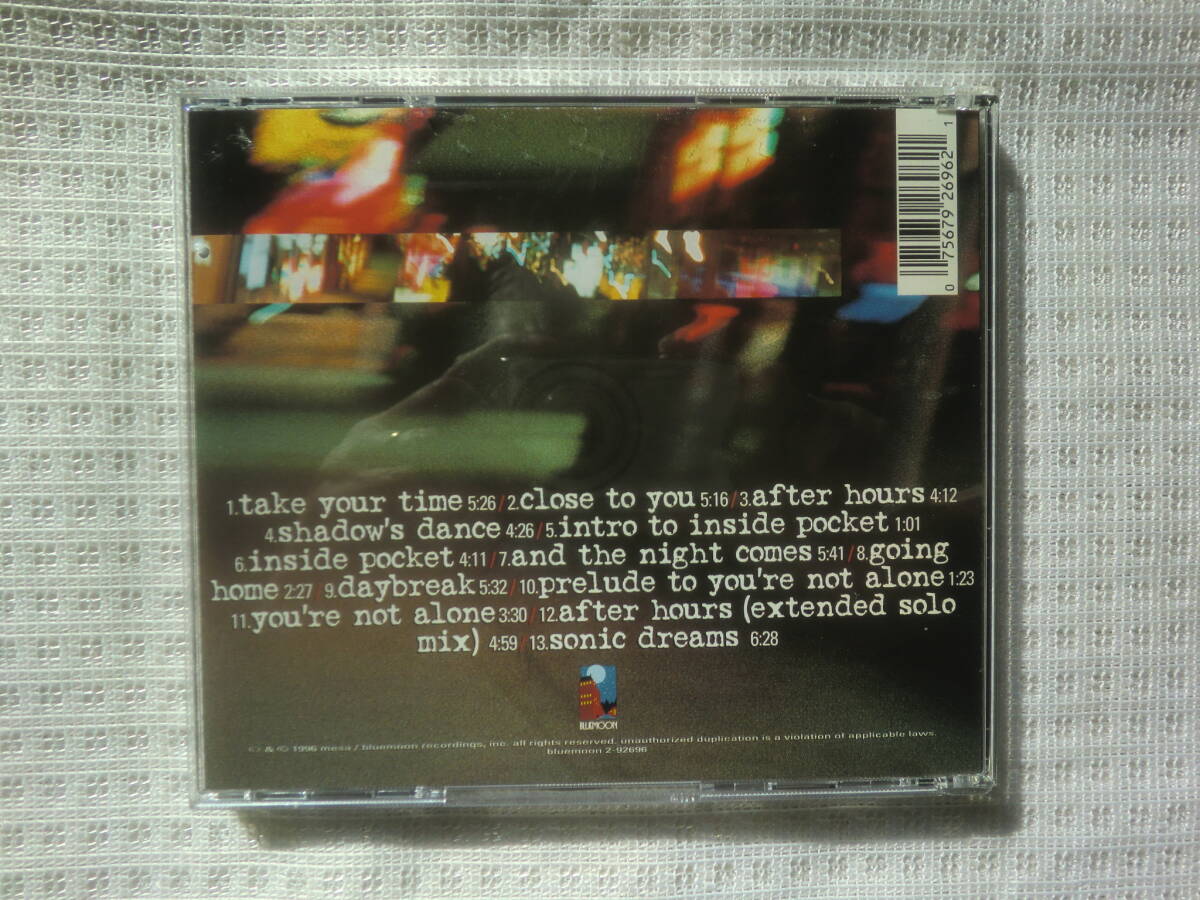 0 75679 26962 1
1.take your time 5:26 / 2.close to you 5:16 / 3.after hours 4:12
4.shadow's dance 4:26 / 5.intro to inside pocket 1:01
6.inside pocket 4:11 / 7.and the night comes 5:41 / 8.going
home 2:27 / 9.daybreak 5:32 / 10.prelude to you're not alone 1:23
11.you're not alone 3:30 / 12.after hours (extended solo
mix) 4:59 / 13.sonic dreams 6:28
BLUEMOON
℗ & © 1996 mesa / bluemoon recordings, inc. all rights reserved. unauthorized duplication is a violation of applicable laws.
bluemoon 2-92696